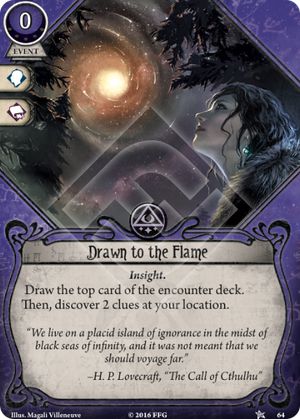 0
EVENT
Drawn to the Flame
Insight.
Draw the top card of the encounter deck.
Then, discover 2 clues at your location.
"We live on a placid island of ignorance in the midst of
black seas of infinity, and it was not meant that we
should voyage far."
–H. P. Lovecraft, "The Call of Cthulhu"
Illus. Magali Villeneuve © 2016 FFG 64